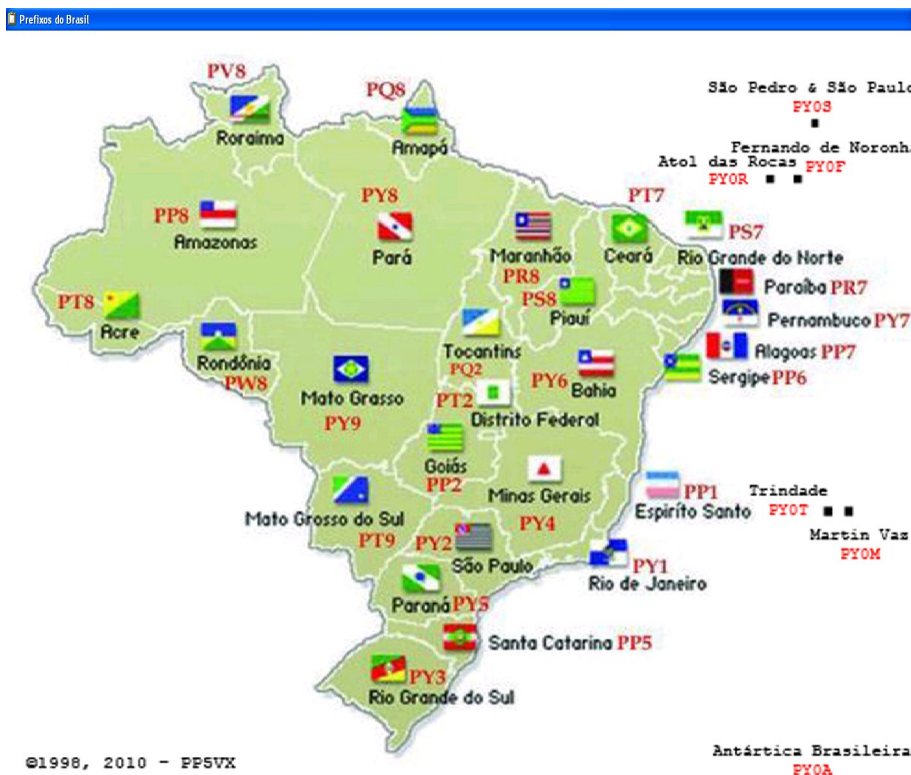 Prefixos do Brasil
PV8
Roraima
PQ8
Amapá
São Pedro & São Paulo
PY0S
Fernando de Noronha
Atol das Rocas PY0F
PY0R
PP8
Amazonas
PY8
Pará
Maranhão
PR8
PT7
Ceará
PS7
Rio Grande do Norte
PS8
Piauí
Paraíba PR7
Pernambuco PY7
Alagoas PP7
Sergipe PP6
PT8
Acre
Rondônia
PW8
Mato Grosso
PY9
Tocantins
PQ2
PY6
Bahia
PT2
Distrito Federal
Goiás
PP2
Minas Gerais
PY4
PP1
Espiríto Santo
Trindade
PY0T
Martin Vas
PY0M
Mato Grosso do Sul
PT9
PY2
São Paulo
PY1
Rio de Janeiro
Paraná PY5
Santa Catarina PP5
PY3
Rio Grande do Sul
©1998, 2010 - PP5VX
Antártica Brasileira
PY0A